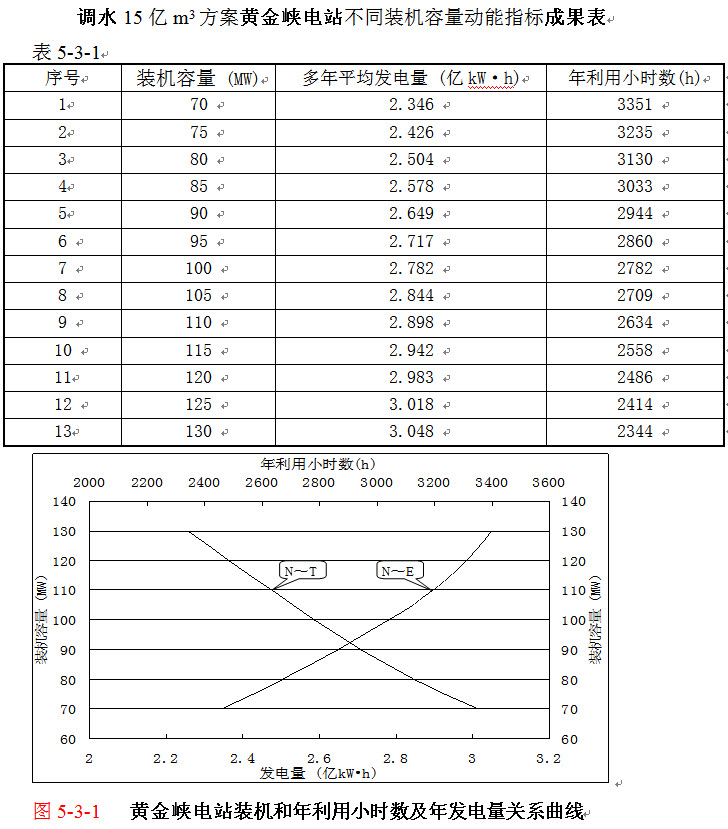 调水 15 亿 m³ 方案黄金峡电站不同装机容量动能指标成果表
表 5-3-1
序号 装机容量 (MW) 多年平均发电量 (亿 kW·h) 年利用小时数(h)
1 70 2.346 3351
2 75 2.426 3235
3 80 2.504 3130
4 85 2.578 3033
5 90 2.649 2944
6 95 2.717 2860
7 100 2.782 2782
8 105 2.844 2709
9 110 2.898 2634
10 115 2.942 2558
11 120 2.983 2486
12 125 3.018 2414
13 130 3.048 2344
年利用小时数(h)
2000 2200 2400 2600 2800 3000 3200 3400 3600
140 140
130 130
120 120
N～T N～E
110 110
100 100
90 90
80 80
70 70
60 60
装机容量 (MW)
装机容量 (MW)
2 2.2 2.4 2.6 2.8 3 3.2
发电量 (亿kW·h)
图 5-3-1 黄金峡电站装机和年利用小时数及年发电量关系曲线